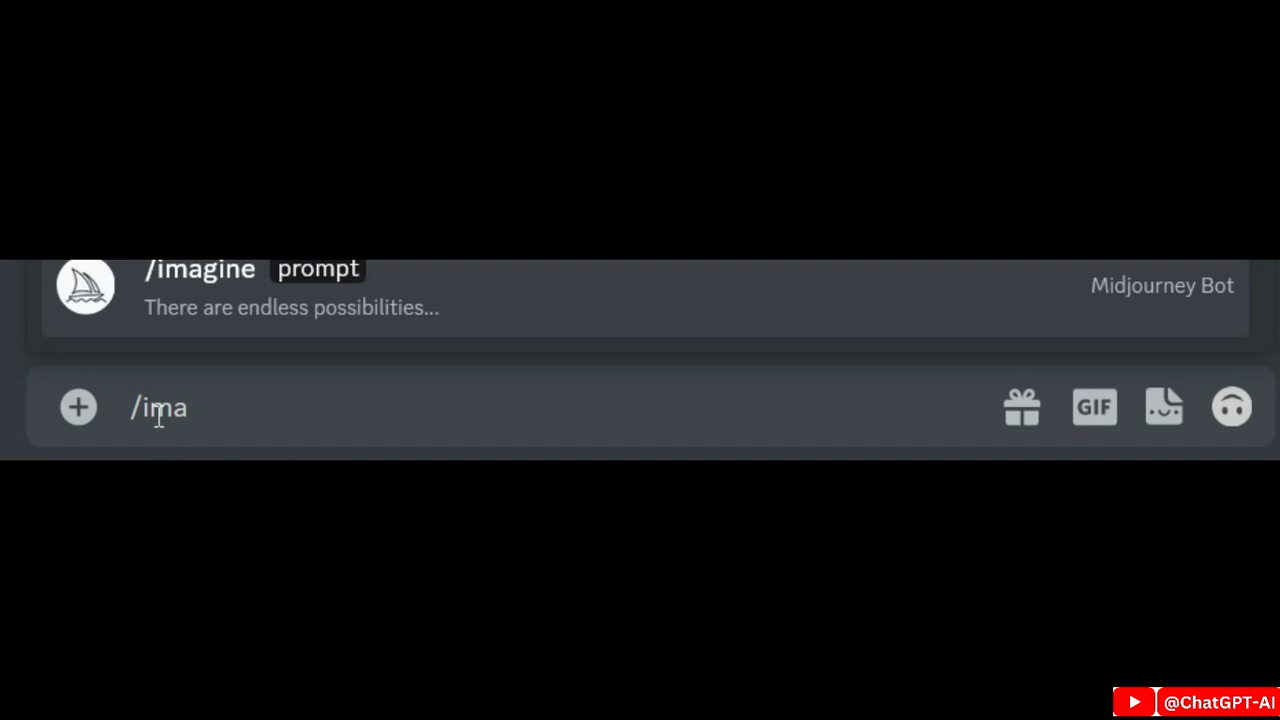 /imagine prompt
Midjourney Bot
There are endless possibilities...
/ima
GIF
@ChatGPT-AI